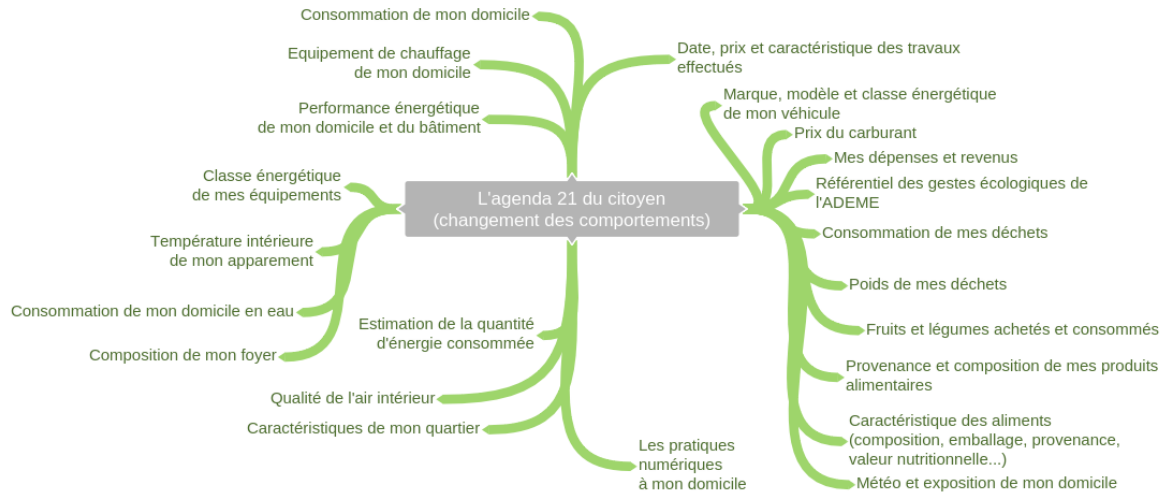 Consommation de mon domicile
Equipement de chauffage
de mon domicile
Performance énergétique
de mon domicile et du bâtiment
Classe énergétique
de mes équipements
Température intérieure
de mon apparement
Consommation de mon domicile en eau
Composition de mon foyer
L'agenda 21 du citoyen
(changement des comportements)
Estimation de la quantité
d'énergie consommée
Qualité de l'air intérieur
Caractéristiques de mon quartier
Les pratiques
numériques
à mon domicile
Date, prix et caractéristique des travaux
effectués
Marque, modèle et classe énergétique
de mon véhicule
Prix du carburant
Mes dépenses et revenus
Référentiel des gestes écologiques de
l'ADEME
Consommation de mes déchets
Poids de mes déchets
Fruits et légumes achetés et consommés
Provenance et composition de mes produits
alimentaires
Caractéristique des aliments
(composition, emballage, provenance,
valeur nutritionnelle...)
Météo et exposition de mon domicile